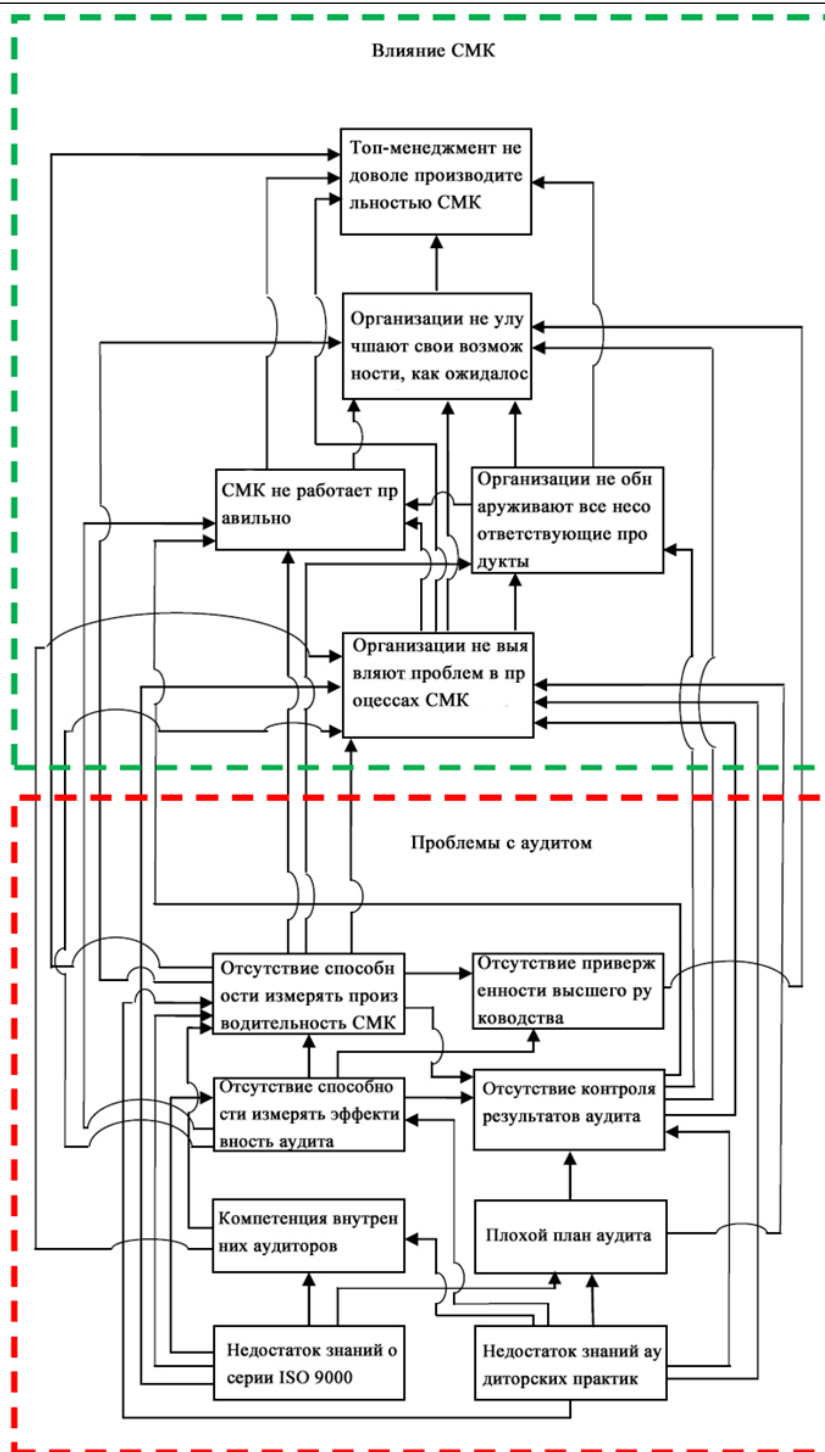 Влияние СМК
Топ-менеджмент не
доволе производите
льностью СМК
Организации не улу
чшают свои возмож
ности, как ожидалос
СМК не работает пр
авильно
Организации не обн
аруживают все несо
ответствующие про
дукты
Организации не выя
вляют проблем в пр
оцессах СМК
Проблемы с аудитом
Отсутствие способн
ости измерять произ
водительность СМК
Отсутствие приверж
енности высшего ру
ководства
Отсутствие способно
сти измерять эффекти
вность аудита
Отсутствие контроля
результатов аудита
Компетенция внутрен
них аудиторов
Плохой план аудита
Недостаток знаний о
серии ISO 9000
Недостаток знаний ау
диторских практик